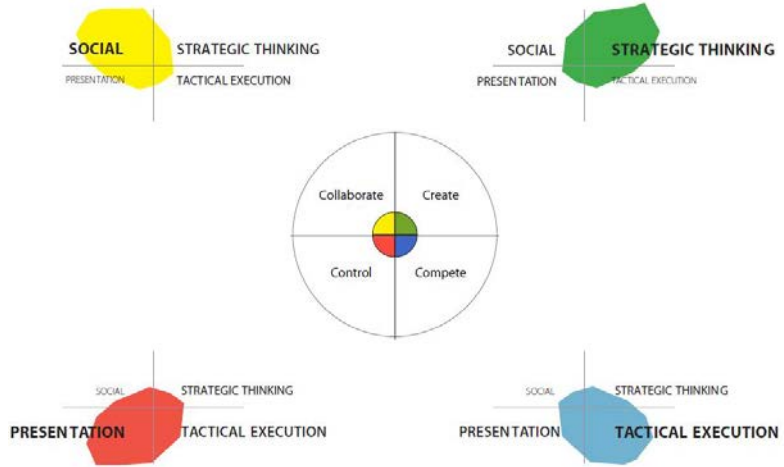 SOCIAL STRATEGIC THINKING
PRESENTATION TACTICAL EXECUTION
SOCIAL STRATEGIC THINKING
PRESENTATION TACTICAL EXECUTION
Collaborate Create
Control Compete
SOCIAL STRATEGIC THINKING
PRESENTATION TACTICAL EXECUTION
SOCIAL STRATEGIC THINKING
PRESENTATION TACTICAL EXECUTION